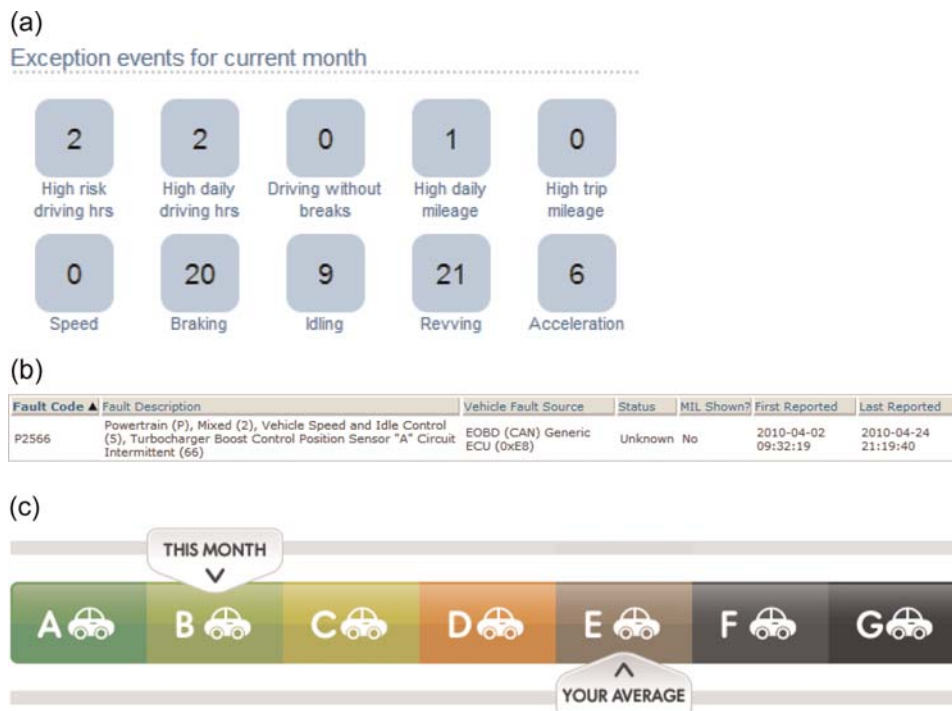 (a)
Exception events for current month
2 2 0 1 0
High risk driving hrs
High daily driving hrs
Driving without breaks
High daily mileage
High trip mileage
0 20 9 21 6
Speed Braking Idling Revving Acceleration
(b)
Fault Code ▲ Fault Description Vehicle Fault Source Status MIL Shown? First Reported Last Reported
P2566
Powertrain (P), Mixed (2), Vehicle Speed and Idle Control
(5), Turbocharger Boost Control Position Sensor "A" Circuit
Intermittent (66)
EOBD (CAN) Generic
ECU (0xE8)
Unknown
No
2010-04-02
09:32:19
2010-04-24
21:19:40
(c)
THIS MONTH
A B C D E F G
YOUR AVERAGE